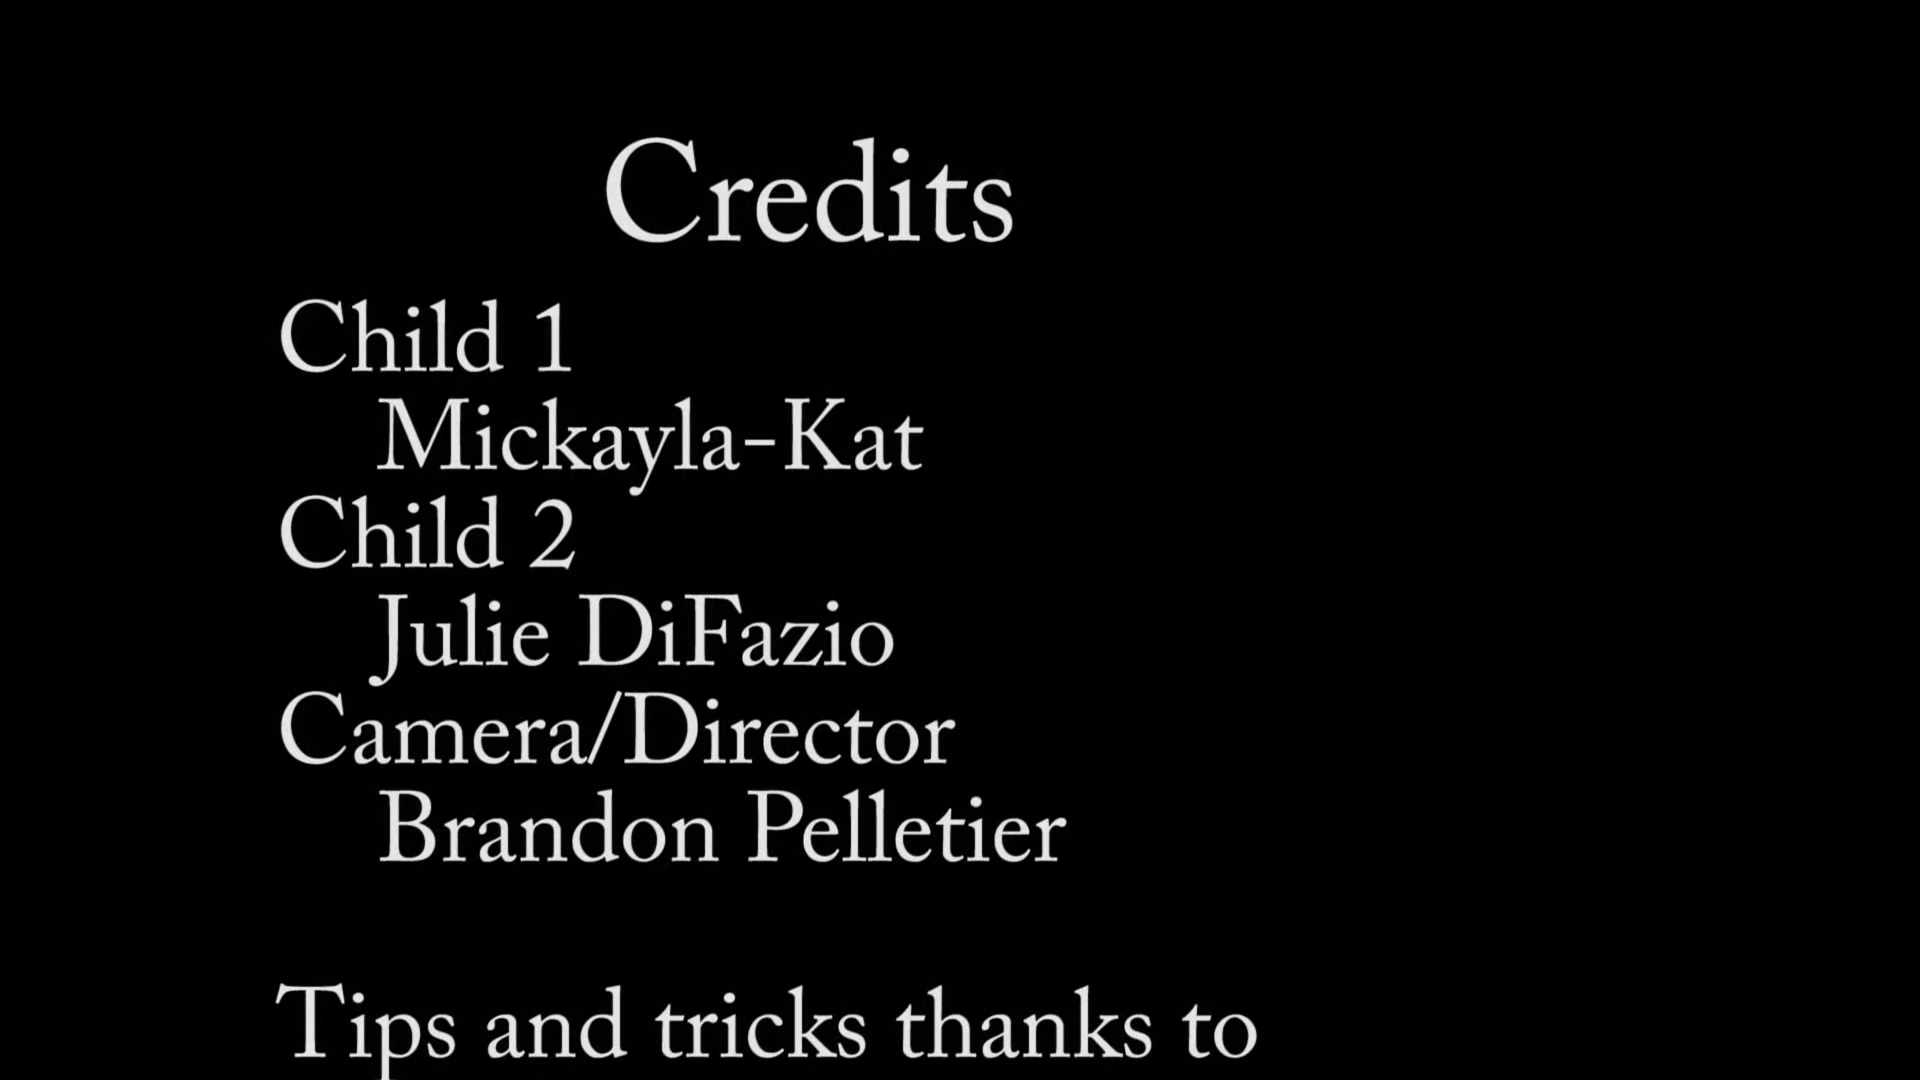 Credits
Child 1
Mickayla-Kat
Child 2
Julie DiFazio
Camera/Director
Brandon Pelletier
Tips and tricks thanks to